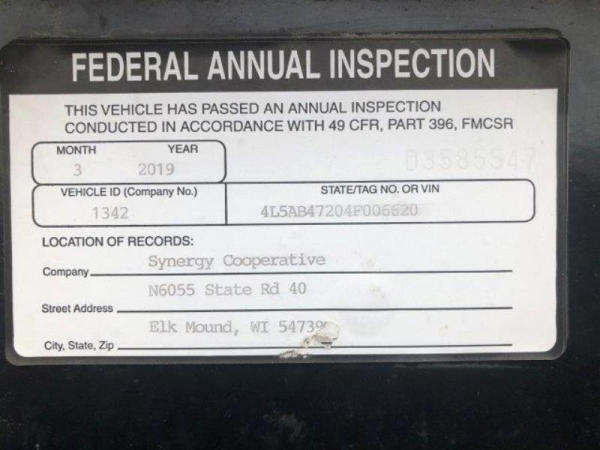 FEDERAL ANNUAL INSPECTION
THIS VEHICLE HAS PASSED AN ANNUAL INSPECTION
CONDUCTED IN ACCORDANCE WITH 49 CFR, PART 396, FMCSR
MONTH YEAR
3 2019
03585547
VEHICLE ID (Company No.) STATE/TAG NO. OR VIN
1342 4L5AB47204F006620
LOCATION OF RECORDS:
Company Synergy Cooperative
Street Address N6055 State Rd 40
City, State, Zip Elk Mound, WI 54739